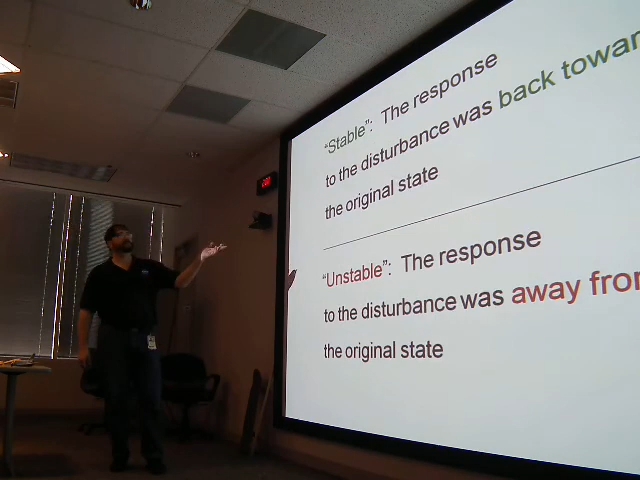 "Stable": The response
to the disturbance was back towar
the original state
"Unstable": The response
to the disturbance was away fro
the original state